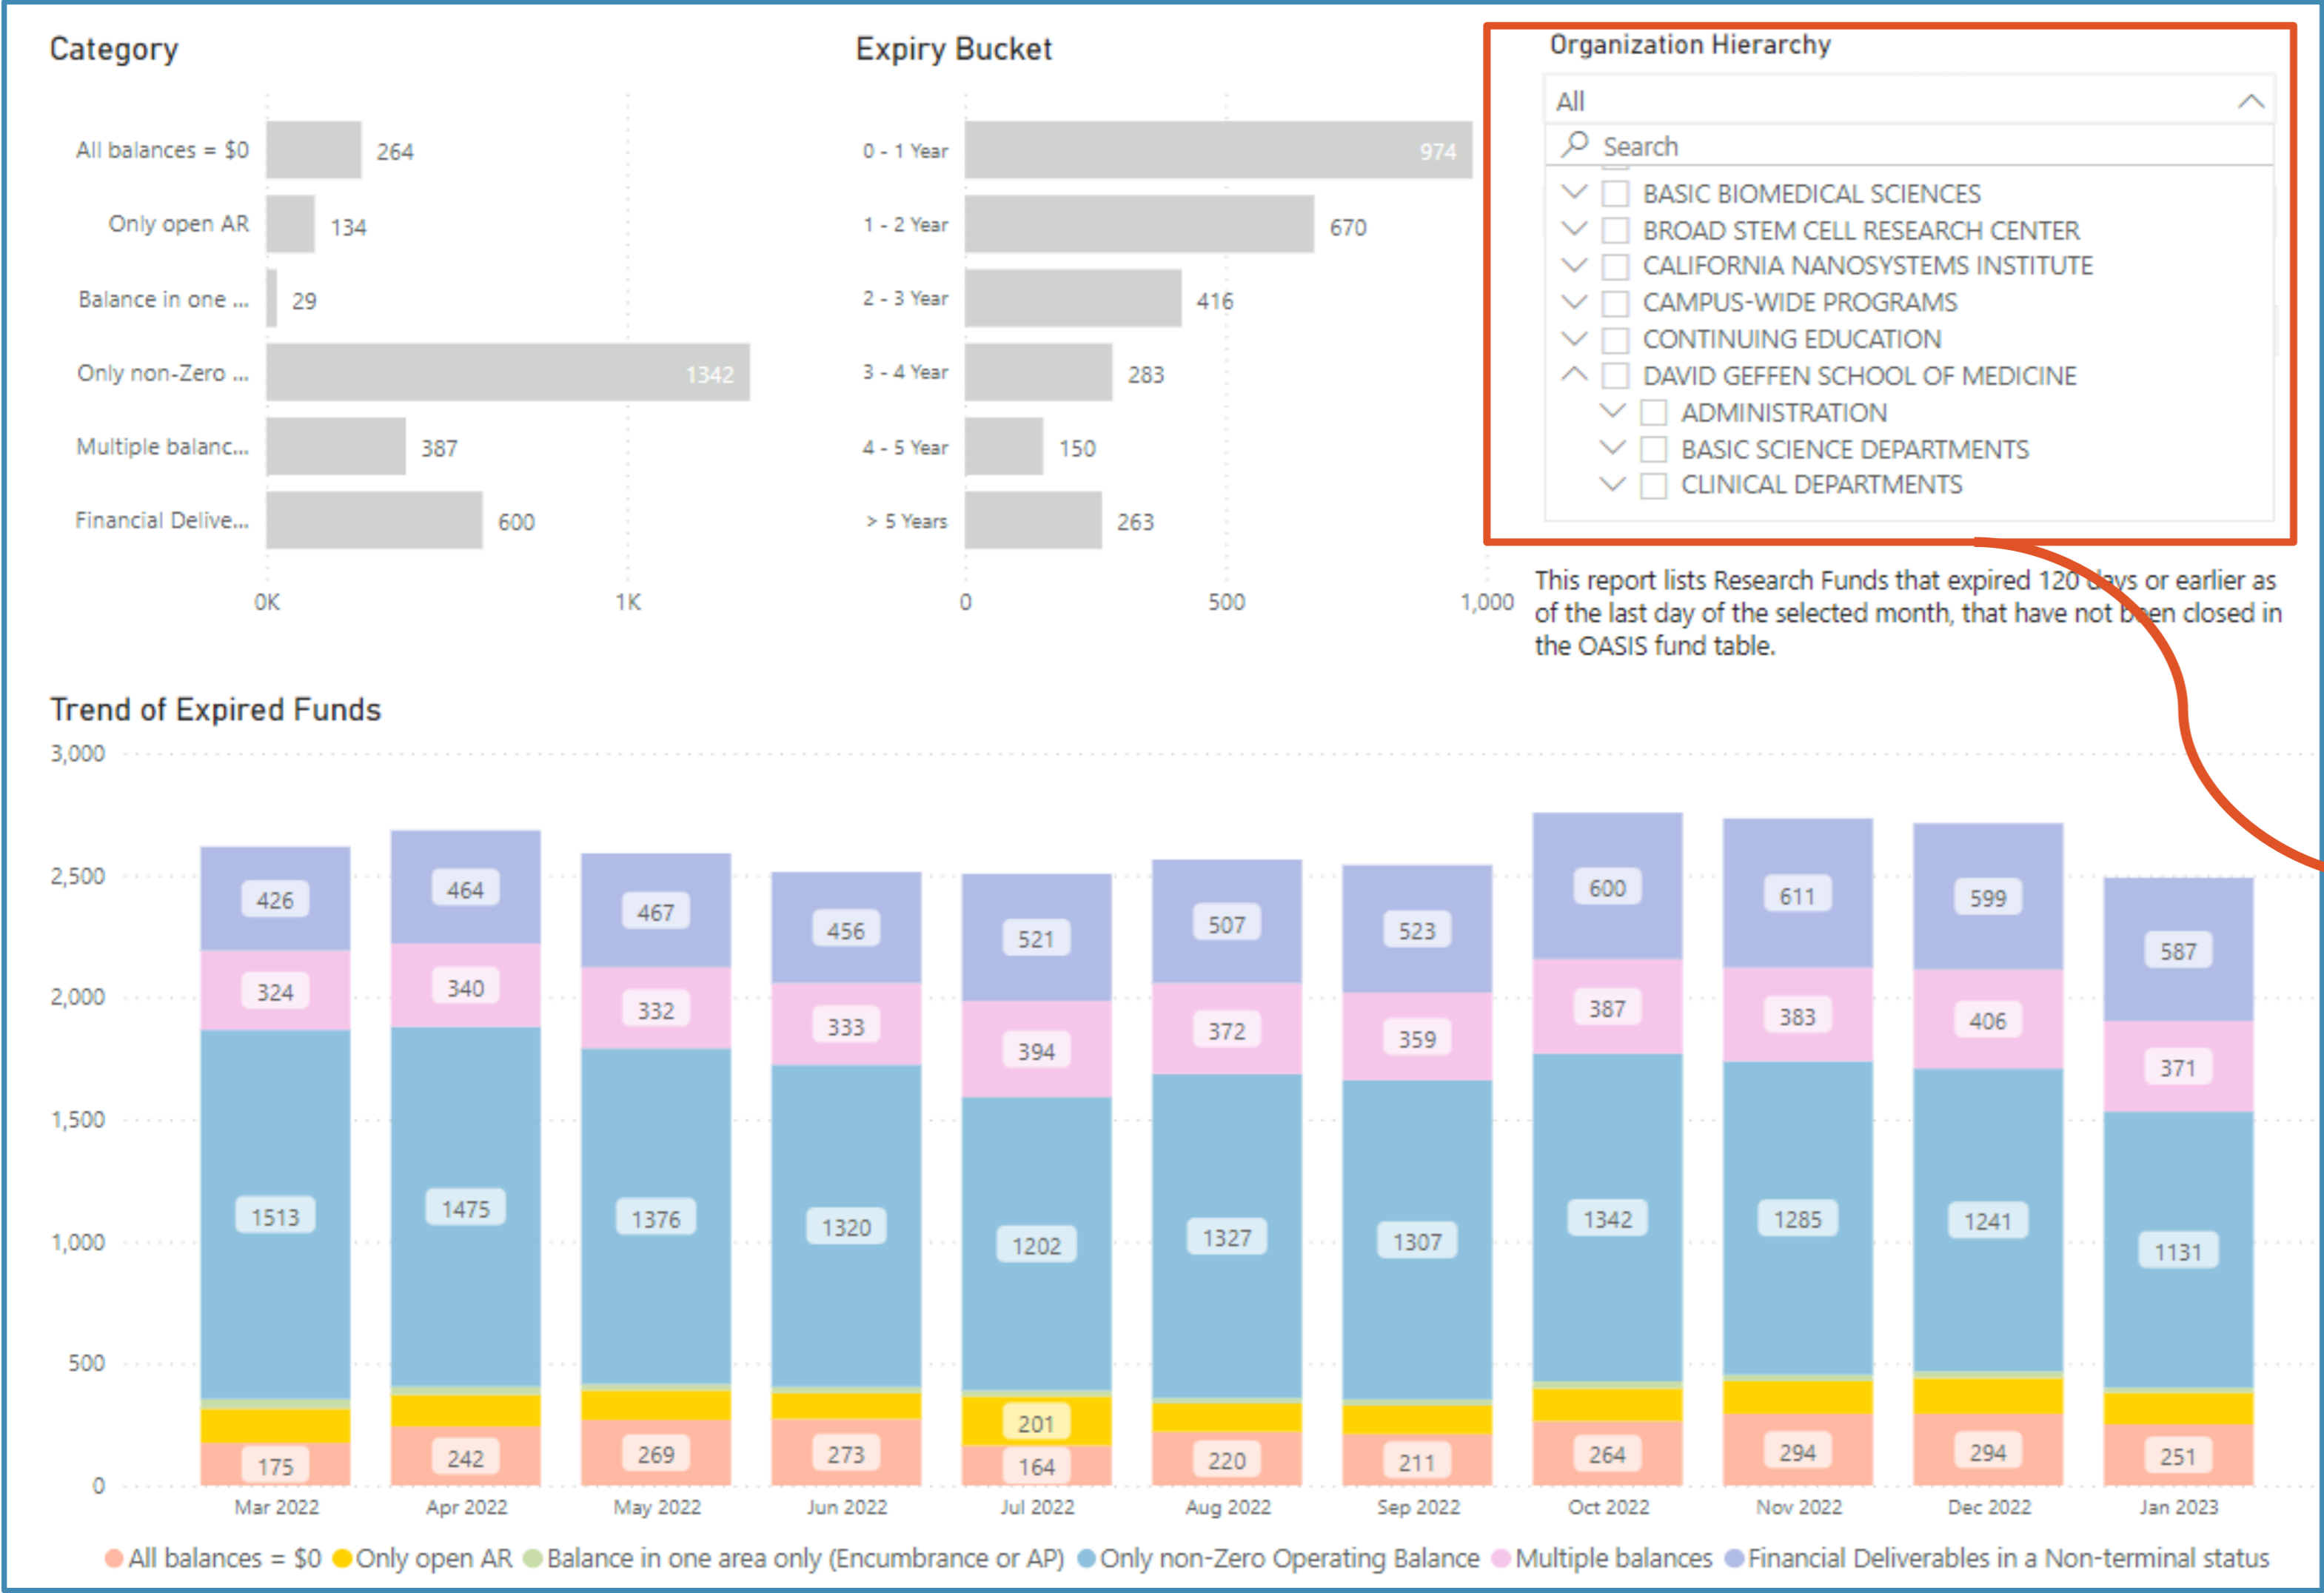 Category
All balances = $0
264
Only open AR
134
Balance in one ...
29
Only non-Zero ...
1342
Multiple balanc...
387
Financial Delive...
600
0K
1K
Expiry Bucket
0 - 1 Year
974
1 - 2 Year
670
2 - 3 Year
416
3 - 4 Year
283
4 - 5 Year
150
> 5 Years
263
0
500
1,000
Organization Hierarchy
All
Search
BASIC BIOMEDICAL SCIENCES
BROAD STEM CELL RESEARCH CENTER
CALIFORNIA NANOSYSTEMS INSTITUTE
CAMPUS-WIDE PROGRAMS
CONTINUING EDUCATION
DAVID GEFFEN SCHOOL OF MEDICINE
ADMINISTRATION
BASIC SCIENCE DEPARTMENTS
CLINICAL DEPARTMENTS
This report lists Research Funds that expired 120 days or earlier as
of the last day of the selected month, that have not been closed in
the OASIS fund table.
Trend of Expired Funds
3,000
2,500
2,000
1,500
1,000
500
0
426
324
1513
175
Mar 2022
464
340
1475
242
Apr 2022
467
332
1376
269
May 2022
456
333
1320
273
Jun 2022
521
394
1202
201
164
Jul 2022
507
372
1327
220
Aug 2022
523
359
1307
211
Sep 2022
600
387
1342
264
Oct 2022
611
383
1285
294
Nov 2022
599
406
1241
294
Dec 2022
587
371
1131
251
Jan 2023
All balances = $0 Only open AR Balance in one area only (Encumbrance or AP) Only non-Zero Operating Balance Multiple balances Financial Deliverables in a Non-terminal status